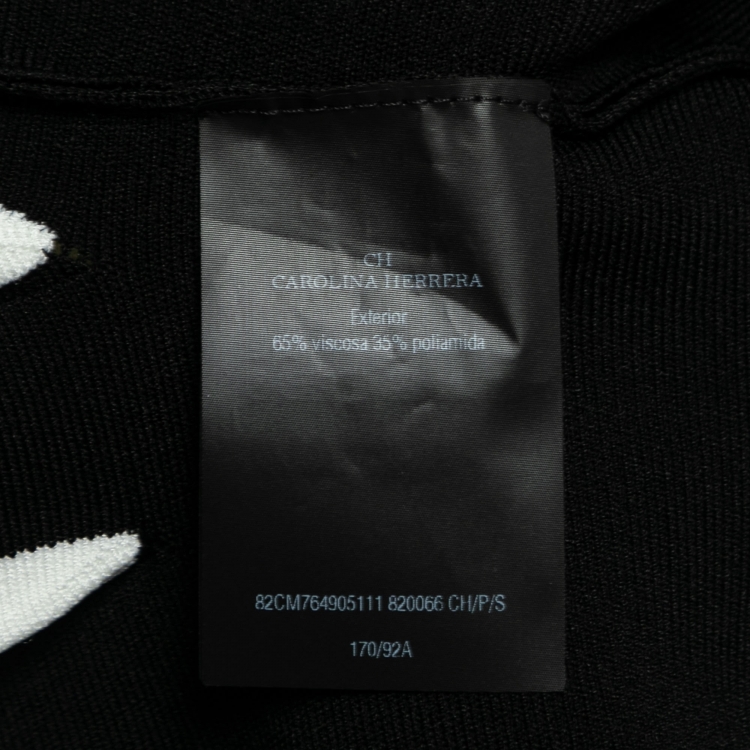 CH
CAROLINA HERRERA
Exterior
65% viscosa 35% poliamida
82CM764905111 820066 CH/P/S
170/92A